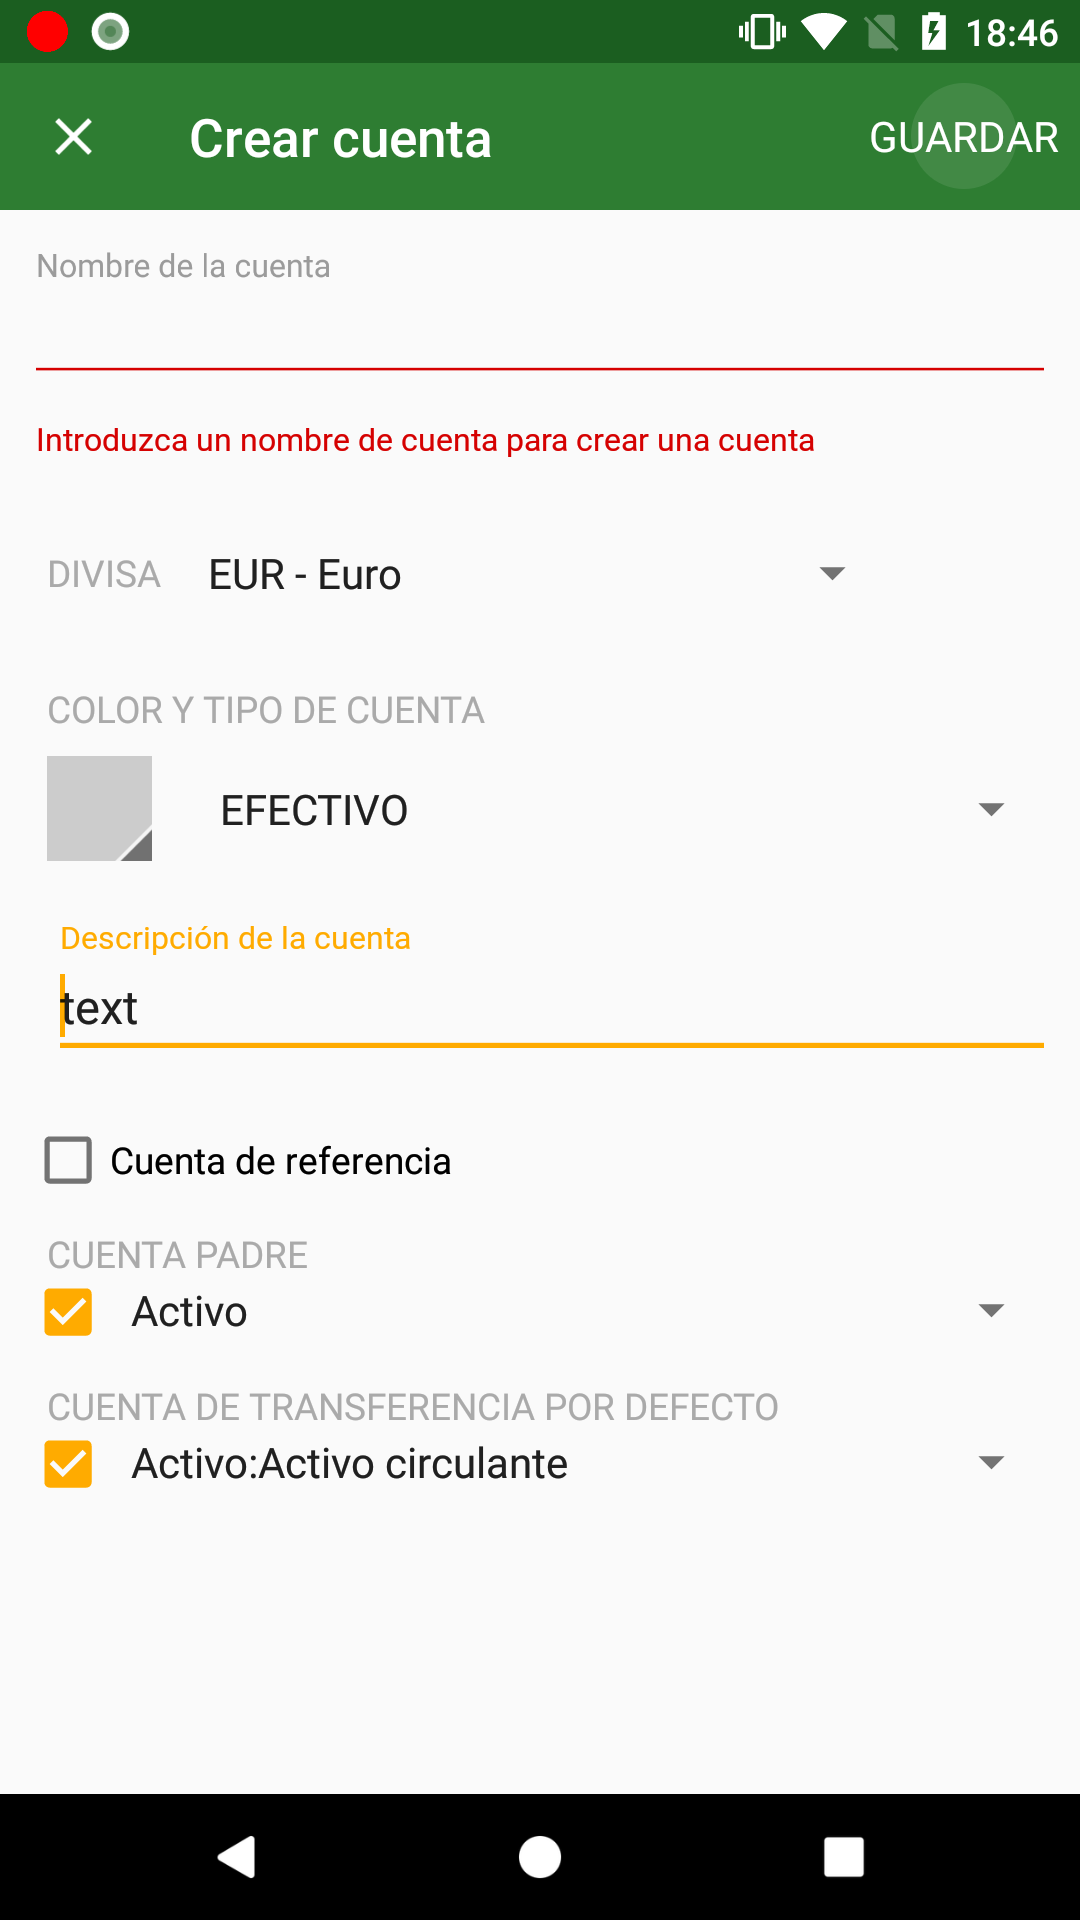 18:46
Crear cuenta
GUARDAR
Nombre de la cuenta
Introduzca un nombre de cuenta para crear una cuenta
DIVISA EUR - Euro
COLOR Y TIPO DE CUENTA
EFECTIVO
Descripción de la cuenta
text
Cuenta de referencia
CUENTA PADRE
Activo
CUENTA DE TRANSFERENCIA POR DEFECTO
Activo:Activo circulante